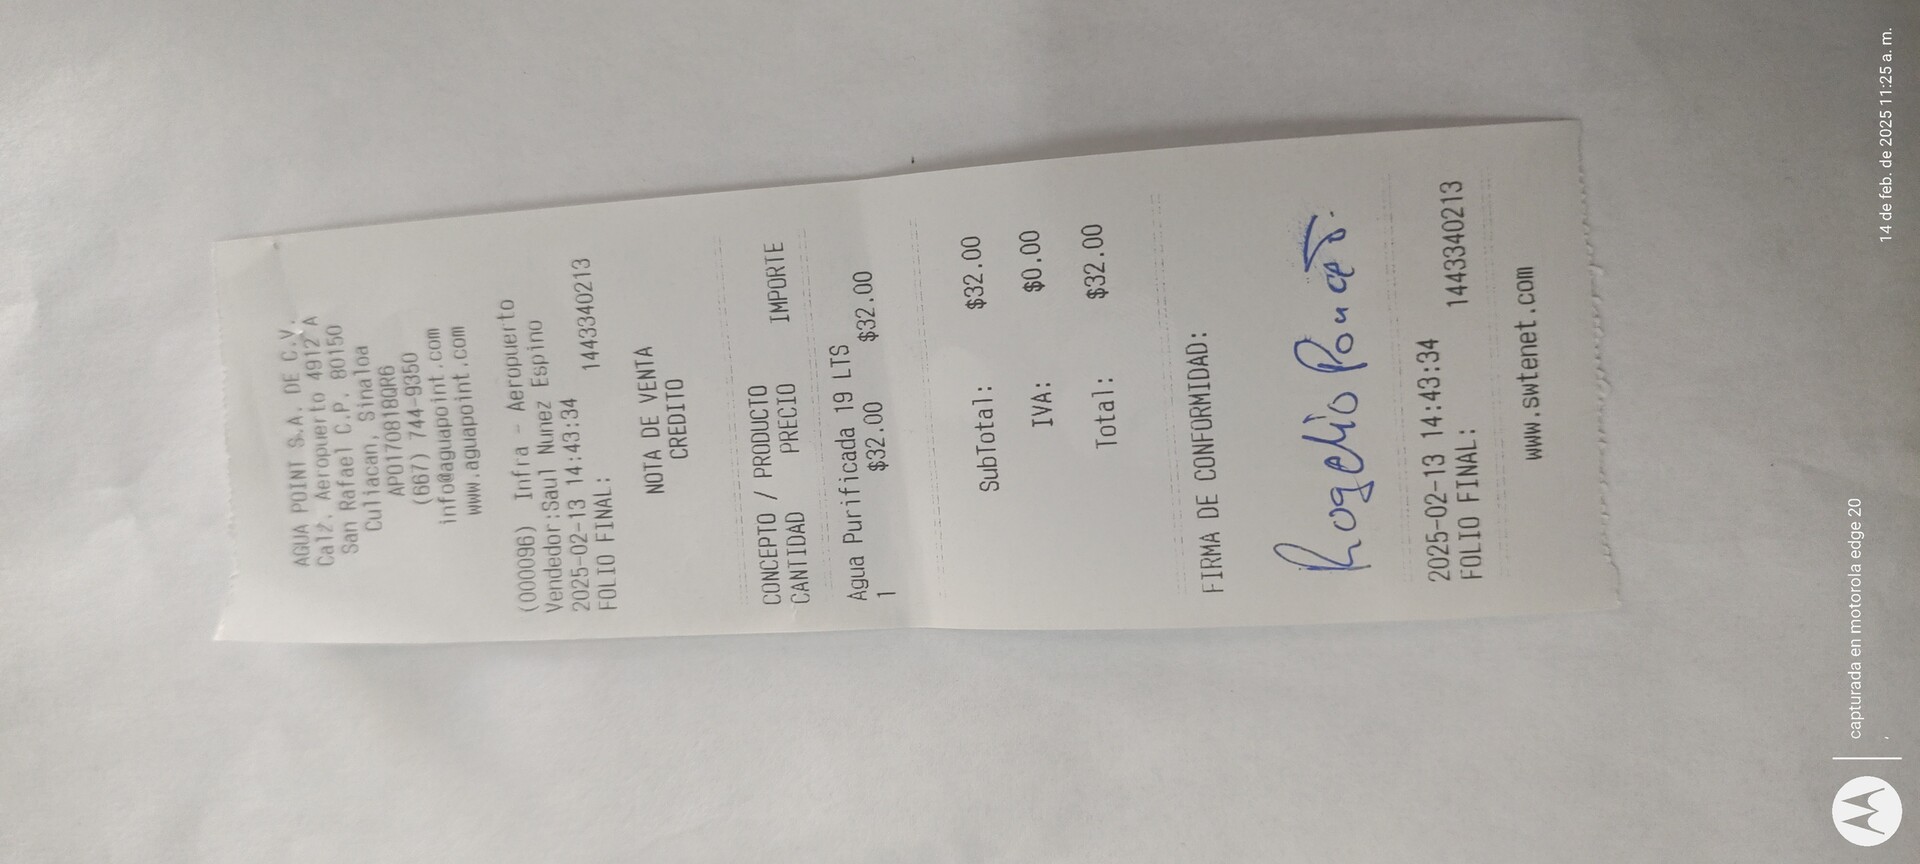 AGUA POINT S.A. DE C.V.
Calz. Aeropuerto 4912 A
San Rafael C.P. 80150
Culiacan, Sinaloa
APO170818QR6
(667) 744-9350
info@aguapoint.com
www.aguapoint.com
(000096) Infra - Aeropuerto
Vendedor:Saul Nunez Espino
2025-02-13 14:43:34
FOLIO FINAL: 1443340213
NOTA DE VENTA
CREDITO
CONCEPTO / PRODUCTO
CANTIDAD PRECIO IMPORTE
Agua Purificada 19 LTS
1 $32.00 $32.00
SubTotal: $32.00
IVA: $0.00
Total: $32.00
FIRMA DE CONFORMIDAD:
Rogelio
2025-02-13 14:43:34
FOLIO FINAL: 1443340213
www.swtenet.com
capturada en motorola edge 20
14 de feb. de 2025 11:25 a. m.